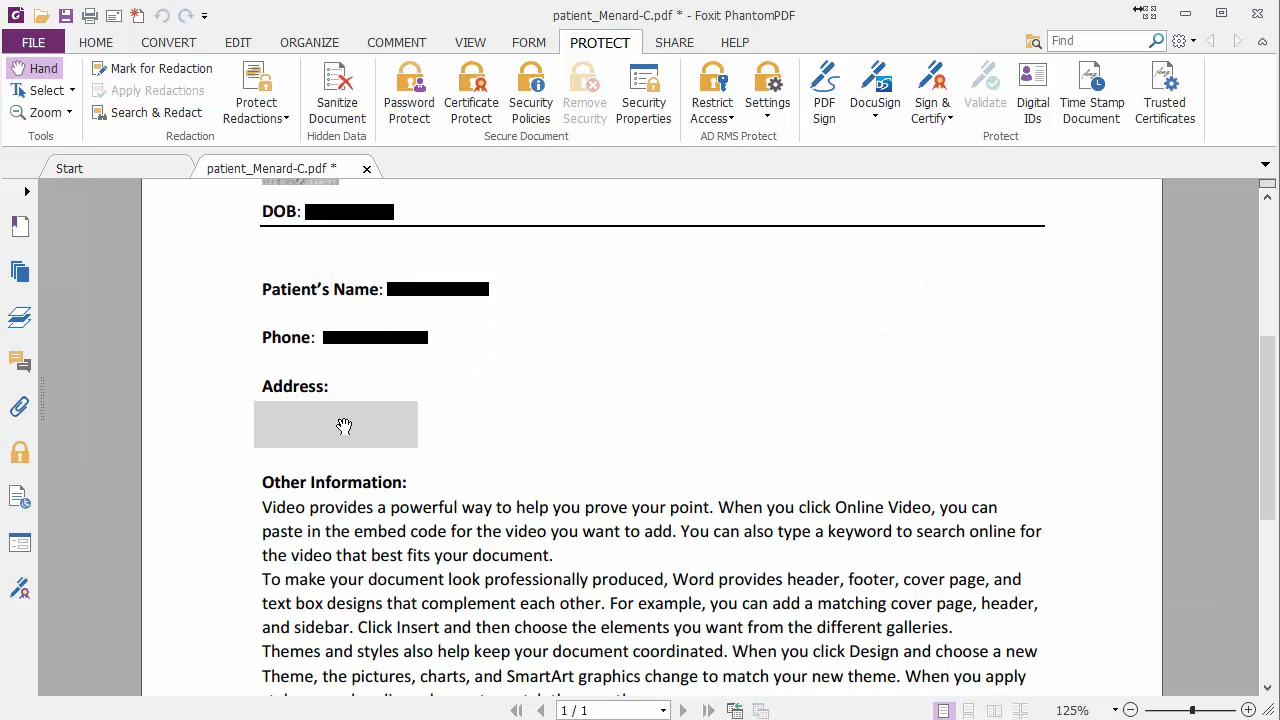 patient_Menard-C.pdf * - Foxit PhantomPDF
FILE HOME CONVERT EDIT ORGANIZE COMMENT VIEW FORM PROTECT SHARE HELP Find
Hand
Select
Zoom
Tools
Mark for Redaction
Apply Redactions
Search & Redact
Protect
Redactions
Redaction
Sanitize
Document
Hidden Data
Password
Protect
Certificate
Protect
Security
Policies
Remove
Security
Security
Properties
Secure Document
Restrict
Access
Settings
AD RMS Protect
PDF
Sign
DocuSign
Sign &
Certify
Validate
Digital
IDs
Time Stamp
Document
Trusted
Certificates
Protect
Start
patient_Menard-C.pdf *
DOB:
Patient’s Name:
Phone:
Address:
Other Information:
Video provides a powerful way to help you prove your point. When you click Online Video, you can
paste in the embed code for the video you want to add. You can also type a keyword to search online for
the video that best fits your document.
To make your document look professionally produced, Word provides header, footer, cover page, and
text box designs that complement each other. For example, you can add a matching cover page, header,
and sidebar. Click Insert and then choose the elements you want from the different galleries.
Themes and styles also help keep your document coordinated. When you click Design and choose a new
Theme, the pictures, charts, and SmartArt graphics change to match your new theme. When you apply
1 / 1
125%